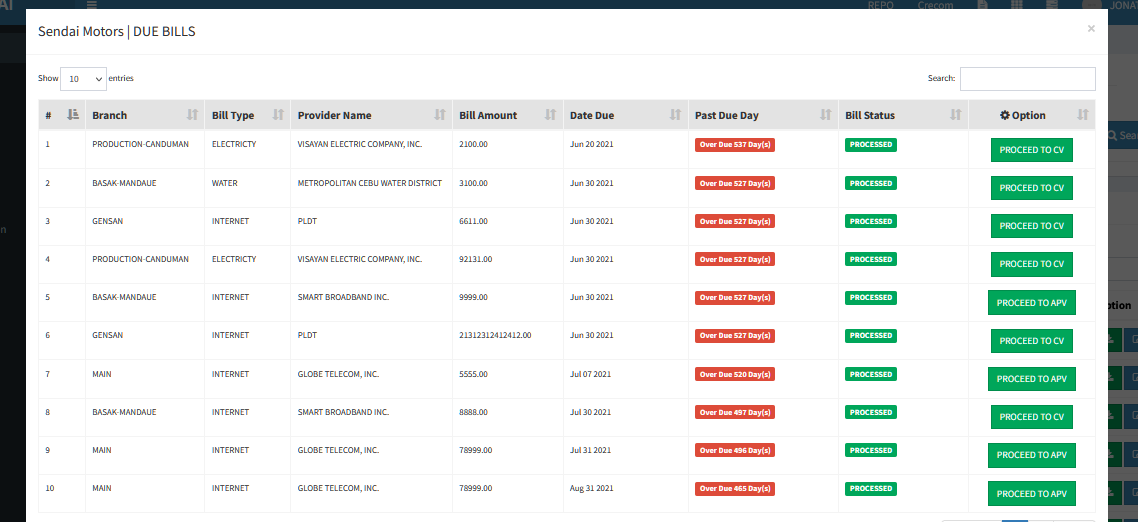 AI
REPO Crecom JONAT
Sendai Motors | DUE BILLS ×
Show 10 entries Search:
# Branch Bill Type Provider Name Bill Amount Date Due Past Due Day Bill Status Option
1 PRODUCTION-CANDUMAN ELECTRICTY VISAYAN ELECTRIC COMPANY, INC. 2100.00 Jun 20 2021 Over Due 537 Day(s) PROCESSED PROCEED TO CV
2 BASAK-MANDAUE WATER METROPOLITAN CEBU WATER DISTRICT 3100.00 Jun 30 2021 Over Due 527 Day(s) PROCESSED PROCEED TO CV
3 GENSAN INTERNET PLDT 6611.00 Jun 30 2021 Over Due 527 Day(s) PROCESSED PROCEED TO CV
4 PRODUCTION-CANDUMAN ELECTRICTY VISAYAN ELECTRIC COMPANY, INC. 92131.00 Jun 30 2021 Over Due 527 Day(s) PROCESSED PROCEED TO CV
5 BASAK-MANDAUE INTERNET SMART BROADBAND INC. 9999.00 Jun 30 2021 Over Due 527 Day(s) PROCESSED PROCEED TO APV
6 GENSAN INTERNET PLDT 21312312412412.00 Jun 30 2021 Over Due 527 Day(s) PROCESSED PROCEED TO CV
7 MAIN INTERNET GLOBE TELECOM, INC. 5555.00 Jul 07 2021 Over Due 520 Day(s) PROCESSED PROCEED TO APV
8 BASAK-MANDAUE INTERNET SMART BROADBAND INC. 8888.00 Jul 30 2021 Over Due 497 Day(s) PROCESSED PROCEED TO CV
9 MAIN INTERNET GLOBE TELECOM, INC. 78999.00 Jul 31 2021 Over Due 496 Day(s) PROCESSED PROCEED TO APV
10 MAIN INTERNET GLOBE TELECOM, INC. 78999.00 Aug 31 2021 Over Due 465 Day(s) PROCESSED PROCEED TO APV
Sea
n
ption